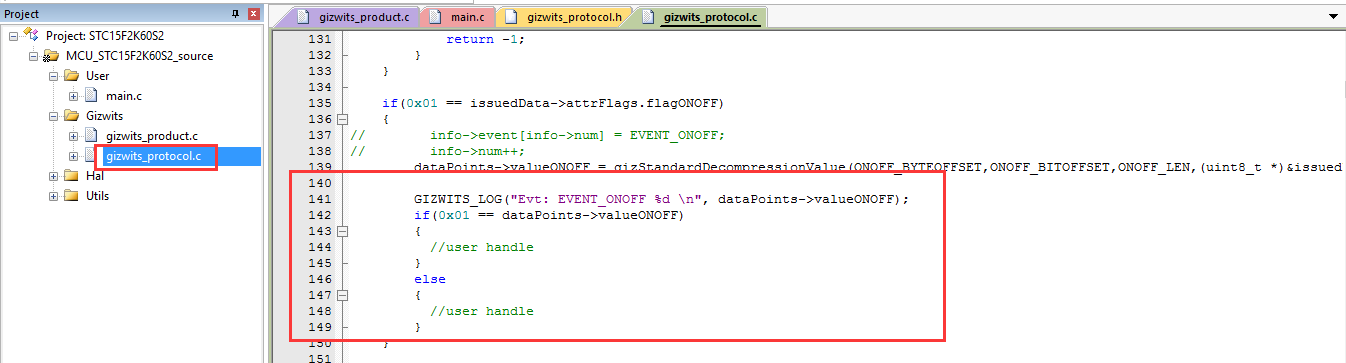 Project
Project: STC15F2K60S2
MCU_STC15F2K60S2_source
User
main.c
Gizwits
gizwits_product.c
gizwits_protocol.c
Hal
Utils
gizwits_product.c main.c gizwits_protocol.h gizwits_protocol.c
131 return -1;
132 }
133 }
134
135 if(0x01 == issuedData->attrFlags.flagONOFF)
136 {
137 // info->event[info->num] = EVENT_ONOFF;
138 // info->num++;
139 dataPoints->valueONOFF = gizStandardDecompressionValue(ONOFF_BYTEOFFSET,ONOFF_BITOFFSET,ONOFF_LEN,(uint8_t *)&issued
140
141 GIZWITS_LOG("Evt: EVENT_ONOFF %d \n", dataPoints->valueONOFF);
142 if(0x01 == dataPoints->valueONOFF)
143 {
144 //user handle
145 }
146 else
147 {
148 //user handle
149 }
150 }
151